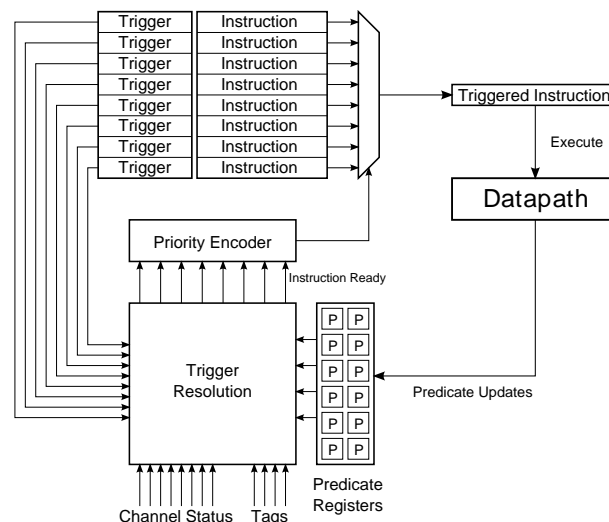 Trigger Instruction
Trigger Instruction
Trigger Instruction
Trigger Instruction
Trigger Instruction
Trigger Instruction
Trigger Instruction
Trigger Instruction
Triggered Instruction
Execute
Datapath
Priority Encoder
Instruction Ready
Trigger
Resolution
P P
P P
P P
P P
P P
P P
Predicate Updates
Predicate
Registers
Channel Status
Tags